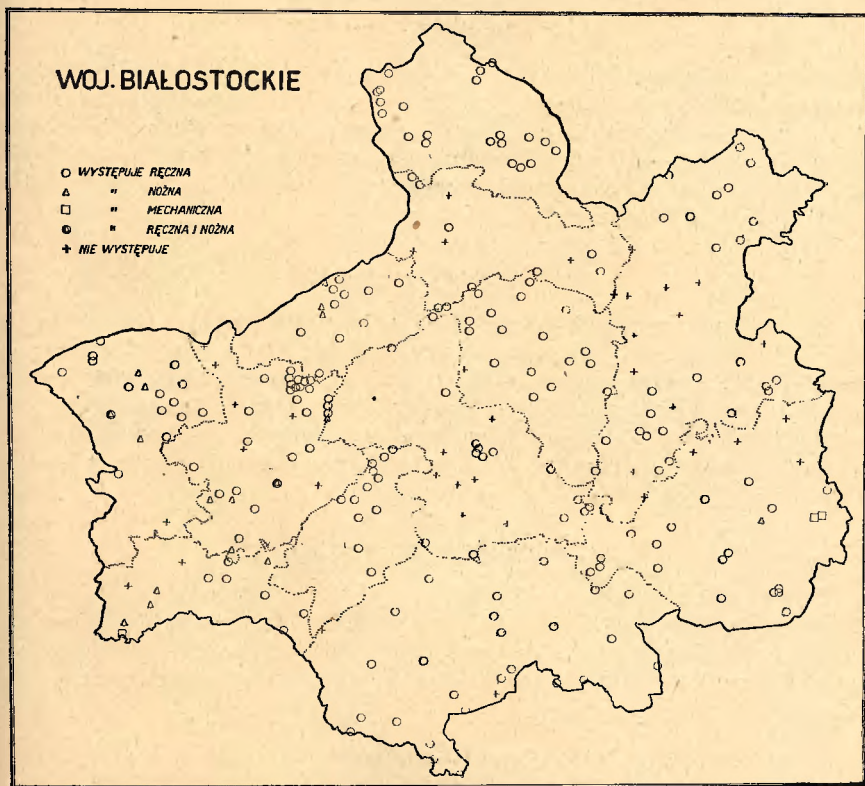 WOJ. BIAŁOSTOCKIE
WYSTĘPUJE RĘCZNA
" NOŻNA
" MECHANICZNA
" RĘCZNA I NOŻNA
NIE WYSTĘPUJE